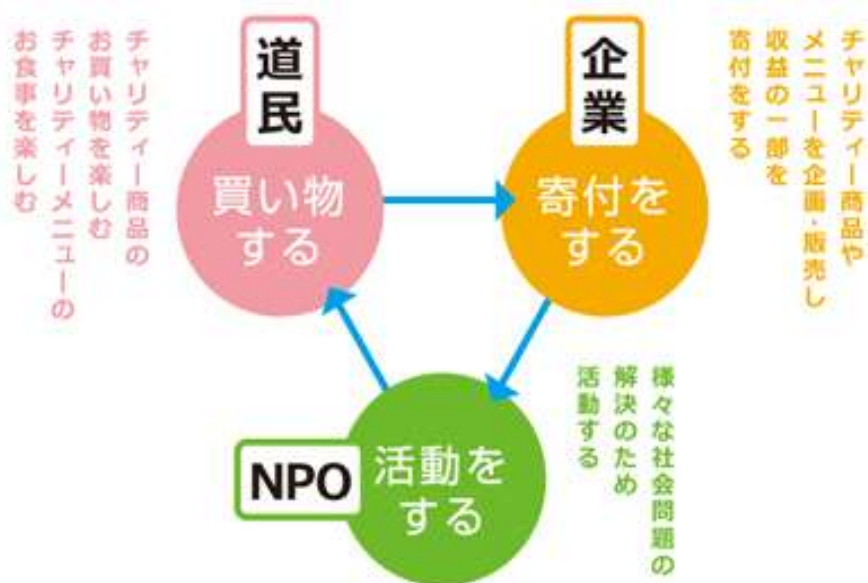 道民
買い物
する
チャリティー商品の
お買い物を楽しむ
チャリティーメニューの
お食事を楽しむ
企業
寄付を
する
チャリティー商品や
メニューを企画・販売し
収益の一部を
寄付をする
NPO
活動を
する
様々な社会問題の
解決のため
活動する